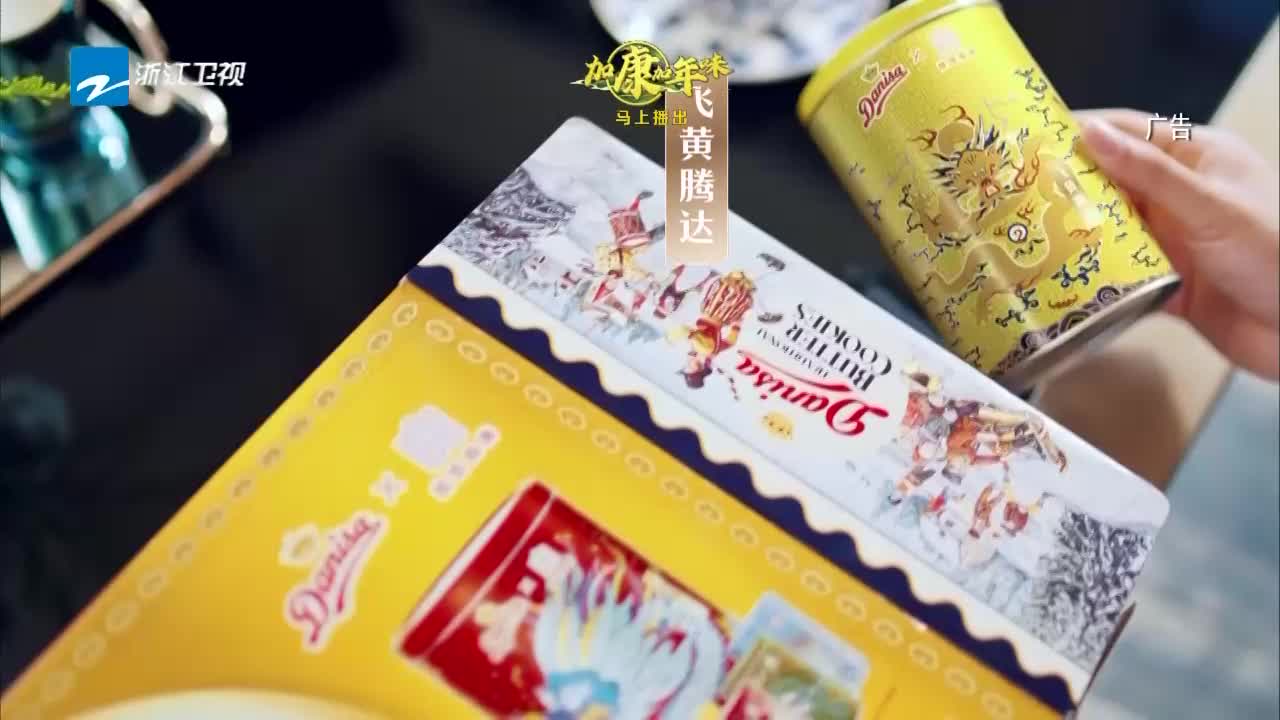 浙江卫视
加康加年味
马上播出
飞黄腾达
广告
Danisa
×
Danisa
TRADITIONAL
BUTTER
COOKIES
Danisa
×